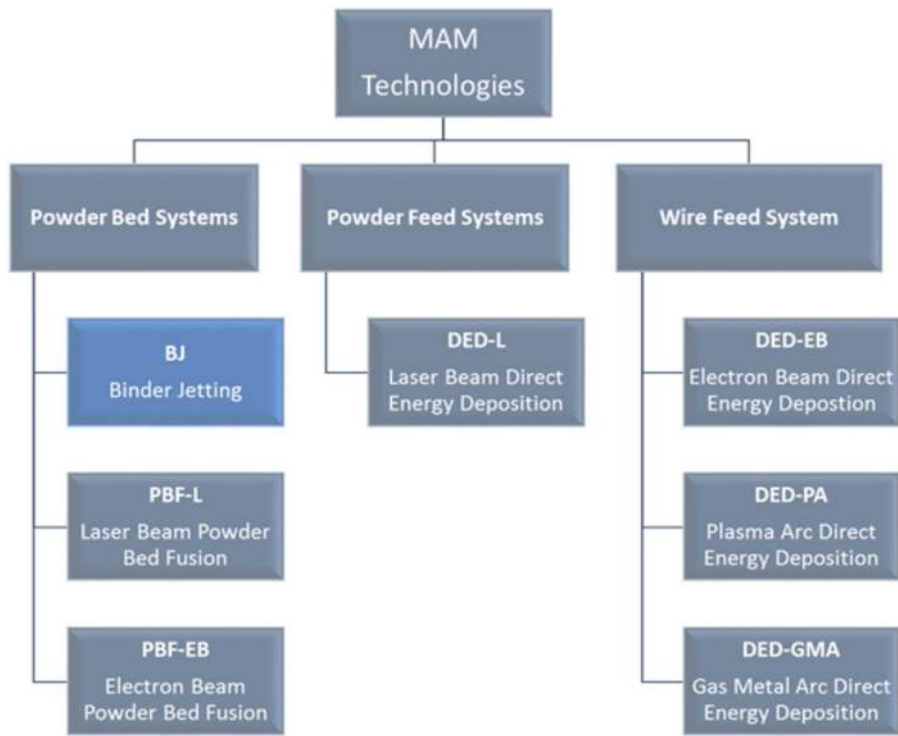 MAM
Technologies
Powder Bed Systems
Powder Feed Systems
Wire Feed System
BJ
Binder Jetting
PBF-L
Laser Beam Powder
Bed Fusion
PBF-EB
Electron Beam
Powder Bed Fusion
DED-L
Laser Beam Direct
Energy Deposition
DED-EB
Electron Beam Direct
Energy Depostion
DED-PA
Plasma Arc Direct
Energy Deposition
DED-GMA
Gas Metal Arc Direct
Energy Deposition